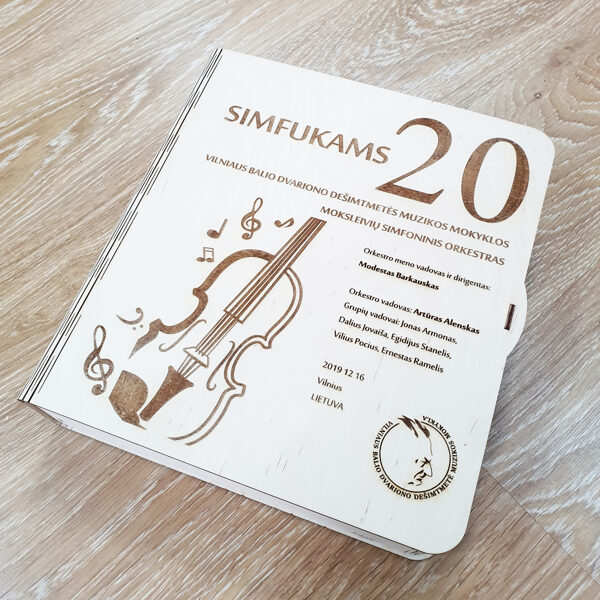 SIMFUKAMS 20
VILNIAUS BALIO DVARIONO DEŠIMTMETĖS MUZIKOS MOKYKLOS
MOKSLEIVIŲ SIMFONINIS ORKESTRAS
Orkestro meno vadovas ir dirigentas:
Modestas Barkauskas
Orkestro vadovas: Artūras Alenskas
Grupių vadovai: Jonas Armonas,
Dalius Jovaiša, Egidijus Stanelis,
Vilius Pocius, Ernestas Ramelis
2019 12 16
Vilnius
LIETUVA
VILNIAUS BALIO DVARIONO DEŠIMTMETĖ MUZIKOS MOKYKLA